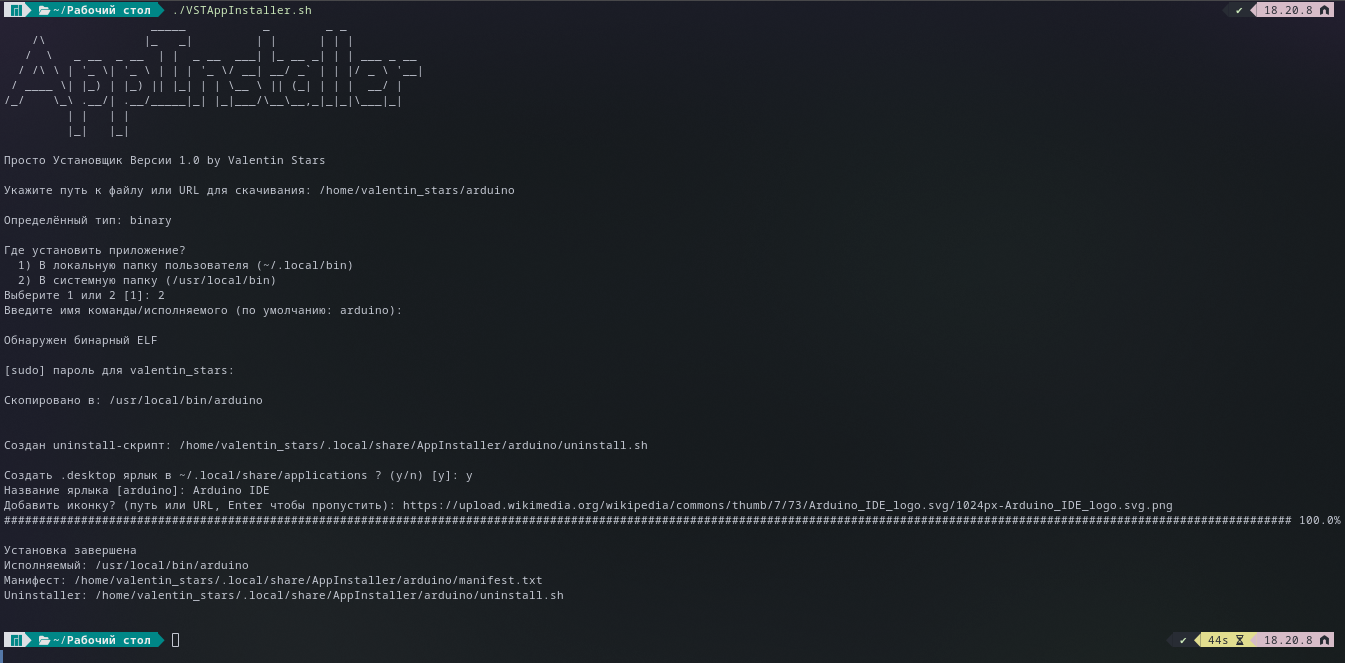 ~/Рабочий стол ./VSTAppInstaller.sh ✔ 18.20.8
AppInstaller
Просто Установщик Версии 1.0 by Valentin Stars
Укажите путь к файлу или URL для скачивания: /home/valentin_stars/arduino
Определённый тип: binary
Где установить приложение?
1) В локальную папку пользователя (~/.local/bin)
2) В системную папку (/usr/local/bin)
Выберите 1 или 2 [1]: 2
Введите имя команды/исполняемого (по умолчанию: arduino):
Обнаружен бинарный ELF
[sudo] пароль для valentin_stars:
Скопировано в: /usr/local/bin/arduino
Создан uninstall-скрипт: /home/valentin_stars/.local/share/AppInstaller/arduino/uninstall.sh
Создать .desktop ярлык в ~/.local/share/applications ? (y/n) [y]: y
Название ярлыка [arduino]: Arduino IDE
Добавить иконку? (путь или URL, Enter чтобы пропустить): https://upload.wikimedia.org/wikipedia/commons/thumb/7/73/Arduino_IDE_logo.svg/1024px-Arduino_IDE_logo.svg.png
100.0%
Установка завершена
Исполняемый: /usr/local/bin/arduino
Манифест: /home/valentin_stars/.local/share/AppInstaller/arduino/manifest.txt
Uninstaller: /home/valentin_stars/.local/share/AppInstaller/arduino/uninstall.sh
~/Рабочий стол ✔ 44s 18.20.8